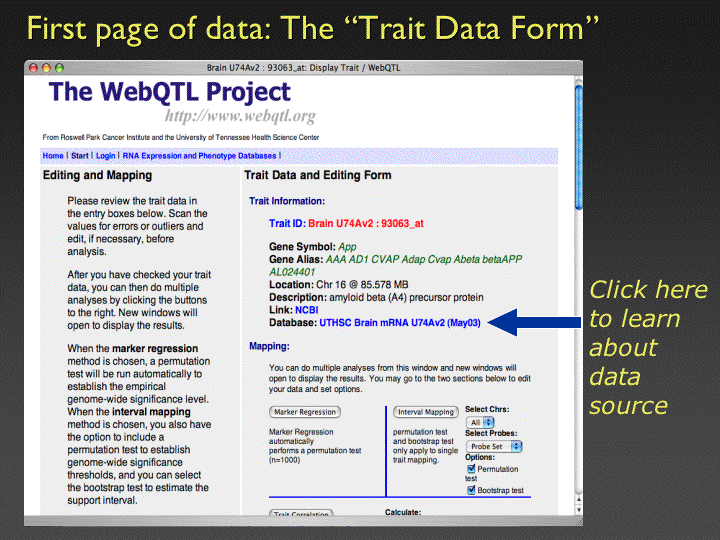 First page of data: The “Trait Data Form”
Brain U74Av2 : 93063_at: Display Trait / WebQTL
The WebQTL Project
http://www.webqtl.org
From Roswell Park Cancer Institute and the University of Tennessee Health Science Center
Home | Start | Login | RNA Expression and Phenotype Databases |
Editing and Mapping
Please review the trait data in
the entry boxes below. Scan the
values for errors or outliers and
edit, if necessary, before
analysis.
After you have checked your trait
data, you can then do multiple
analyses by clicking the buttons
to the right. New windows will
open to display the results.
When the marker regression
method is chosen, a permutation
test will be run automatically to
establish the empirical
genome-wide significance level.
When the interval mapping
method is chosen, you also have
the option to include a
permutation test to establish
genome-wide significance
thresholds, and you can select
the bootstrap test to estimate the
support interval.
Trait Data and Editing Form
Trait Information:
Trait ID: Brain U74Av2 : 93063_at
Gene Symbol: App
Gene Alias: AAA AD1 CVAP Adap Cvap Abeta betaAPP
AL024401
Location: Chr 16 @ 85.578 MB
Description: amyloid beta (A4) precursor protein
Link: NCBI
Database: UTHSC Brain mRNA U74Av2 (May03)
Mapping:
You can do multiple analyses from this window and new windows will
open to display the results. You may go to the two sections below to edit
your data and set options.
Marker Regression
Marker Regression
automatically
performs a permutation test
(n=1000)
Interval Mapping
permutation test
and bootstrap test
only apply to single
trait mapping.
Select Chrs:
All
Select Probes:
Probe Set
Options:
Permutation
test
Bootstrap test
Trait Correlation
Calculate:
Click here
to learn
about
data
source